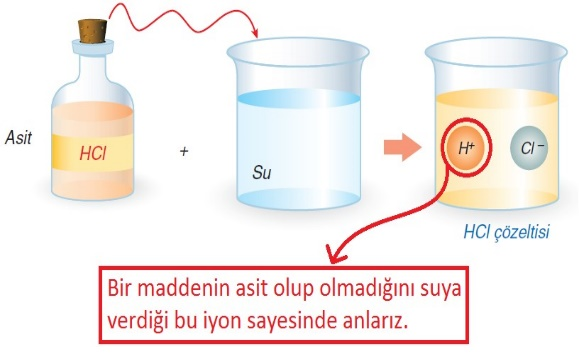 Asit
HCl
+
Su
H+
Cl −
HCl çözeltisi
Bir maddenin asit olup olmadığını suya
verdiği bu iyon sayesinde anlarız.